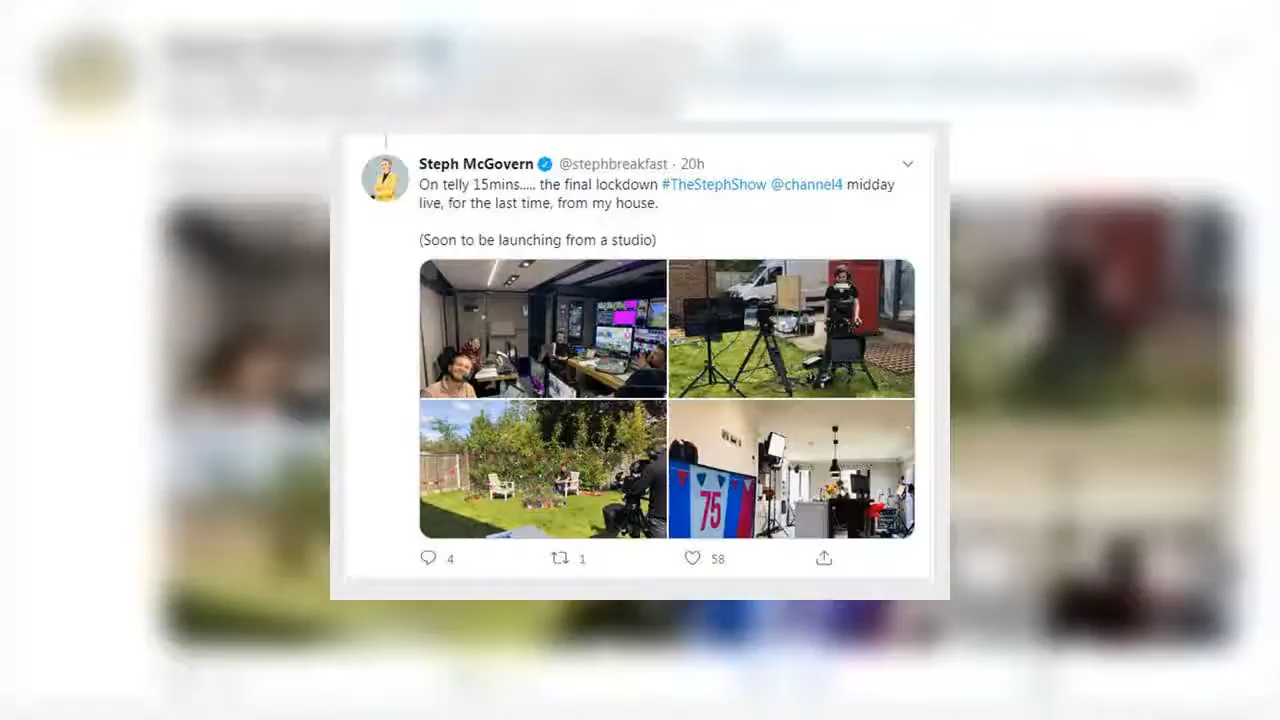 Steph McGovern @stephbreakfast · 20h
On telly 15mins..... the final lockdown #TheStephShow @channel4 midday
live, for the last time, from my house.
(Soon to be launching from a studio)
75
4 1 58